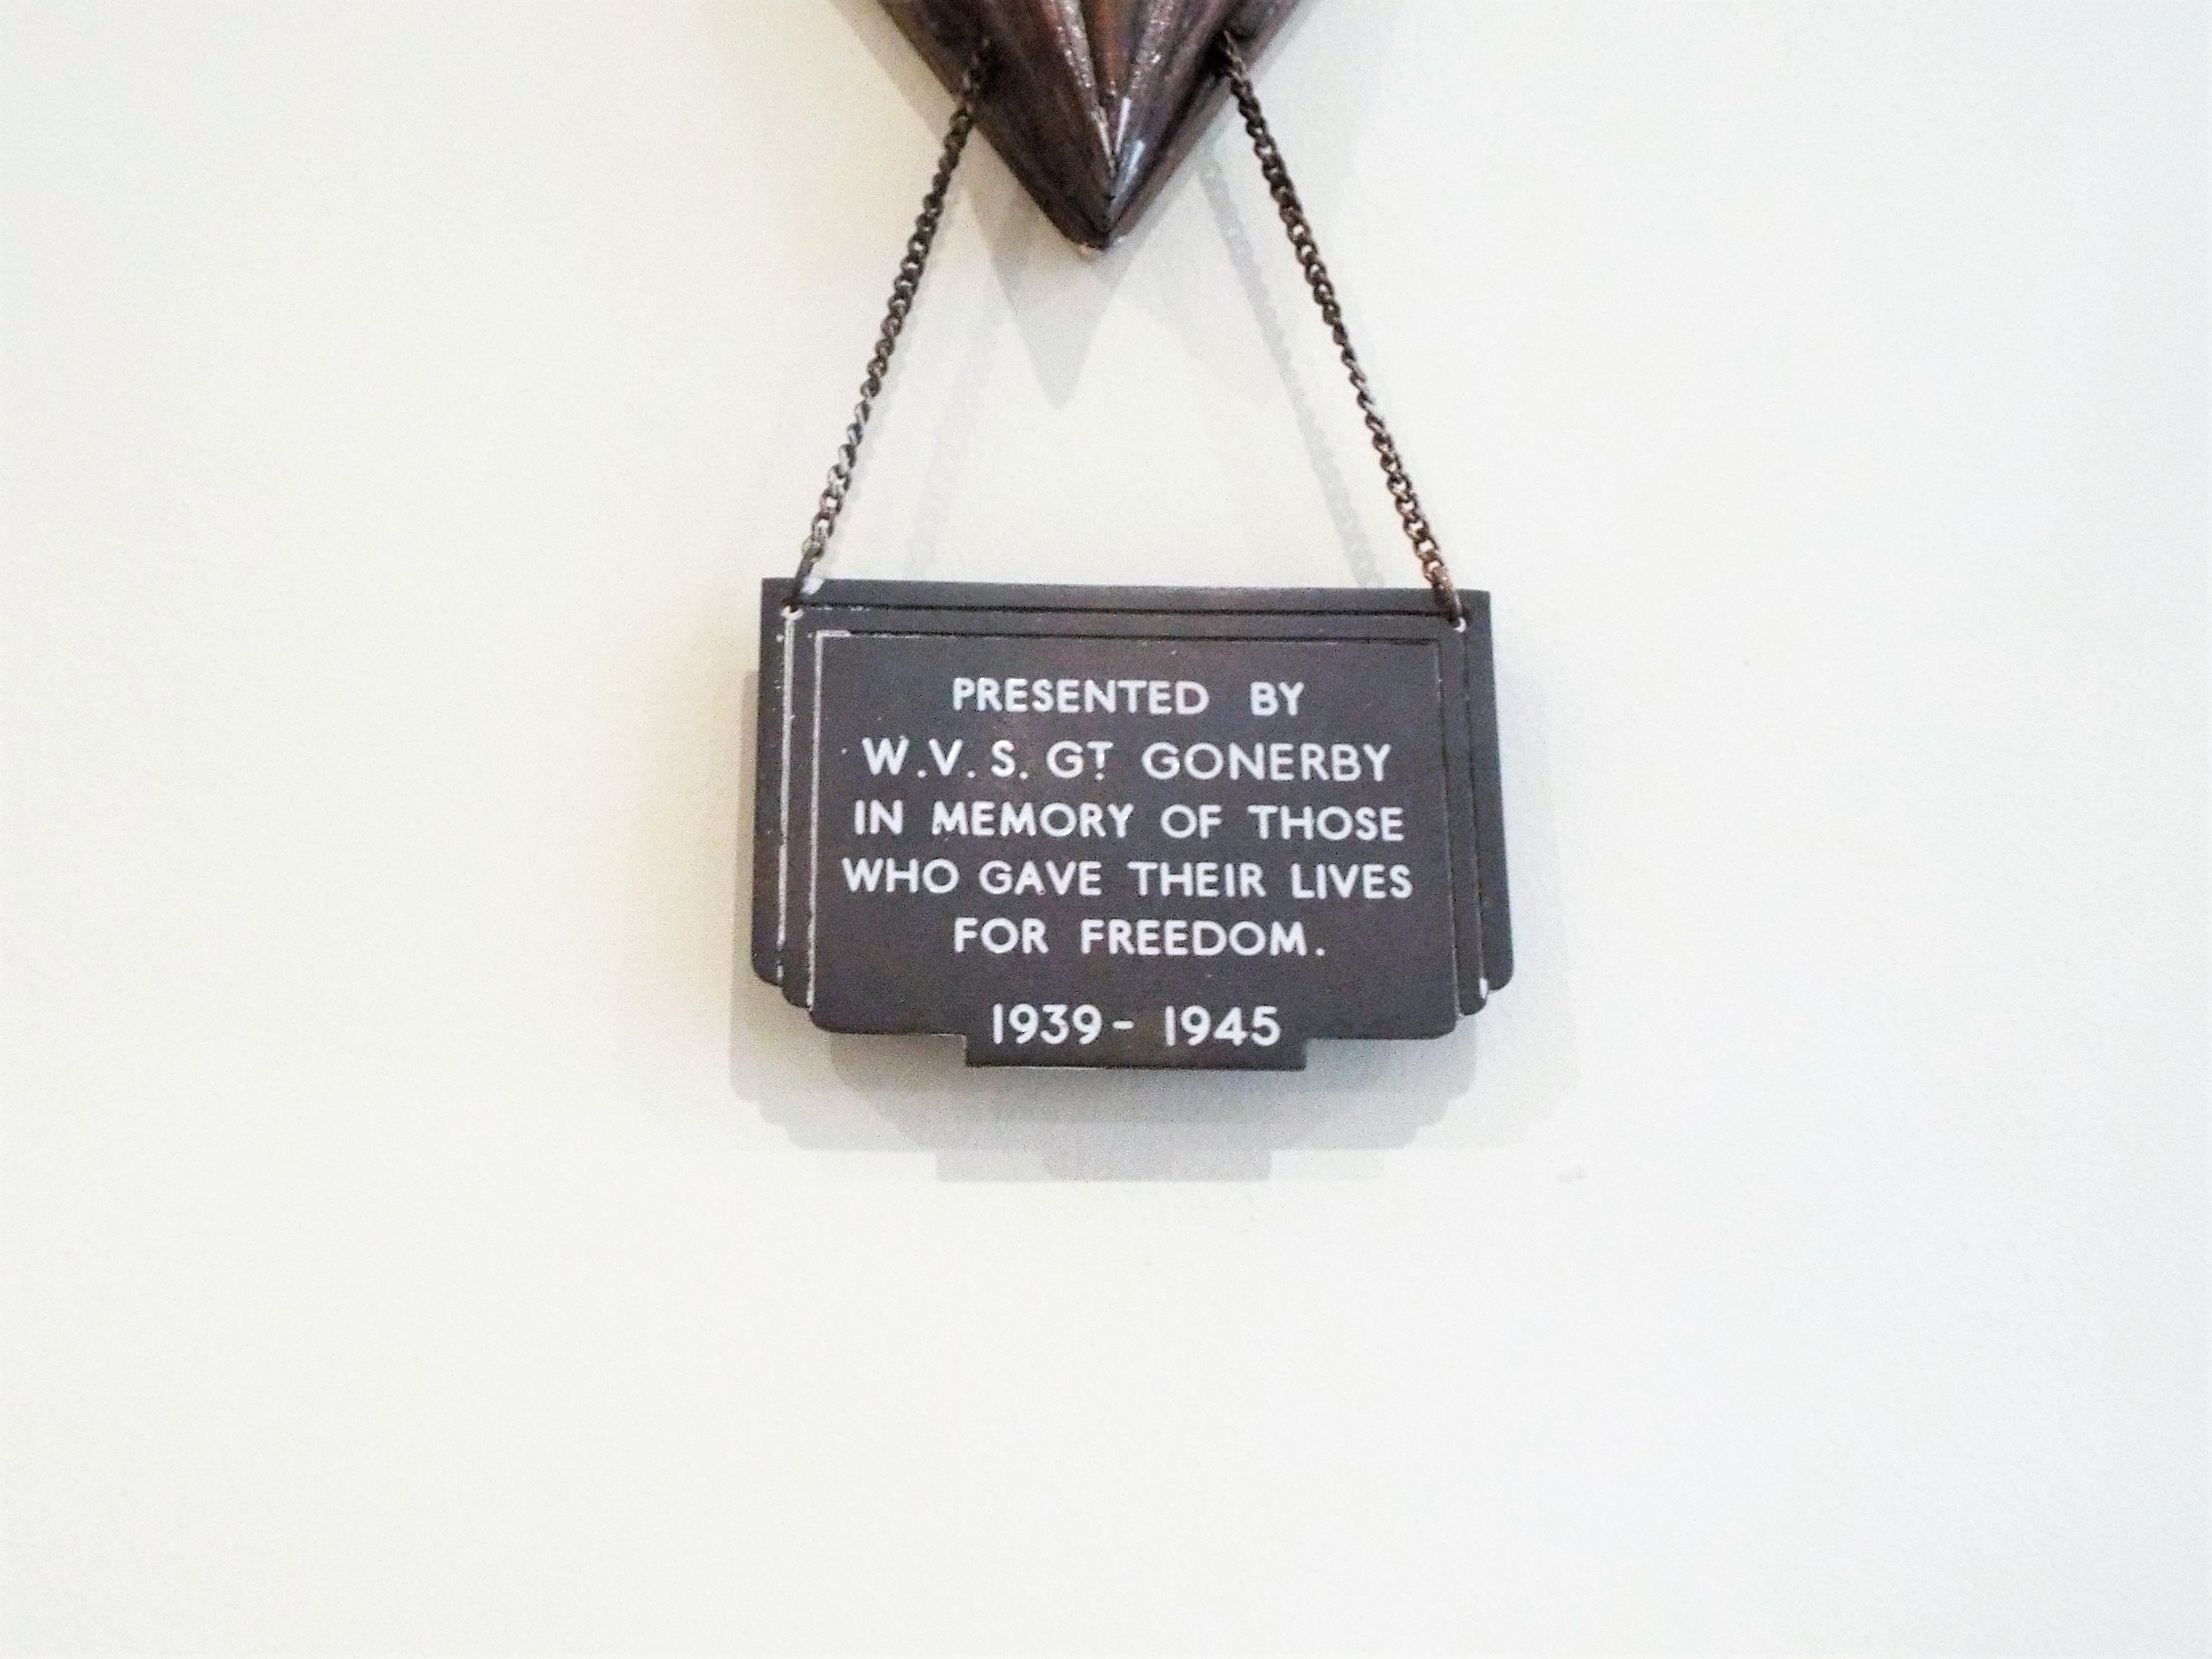 PRESENTED BY
W.V.S. GT GONERBY
IN MEMORY OF THOSE
WHO GAVE THEIR LIVES
FOR FREEDOM.
1939 - 1945